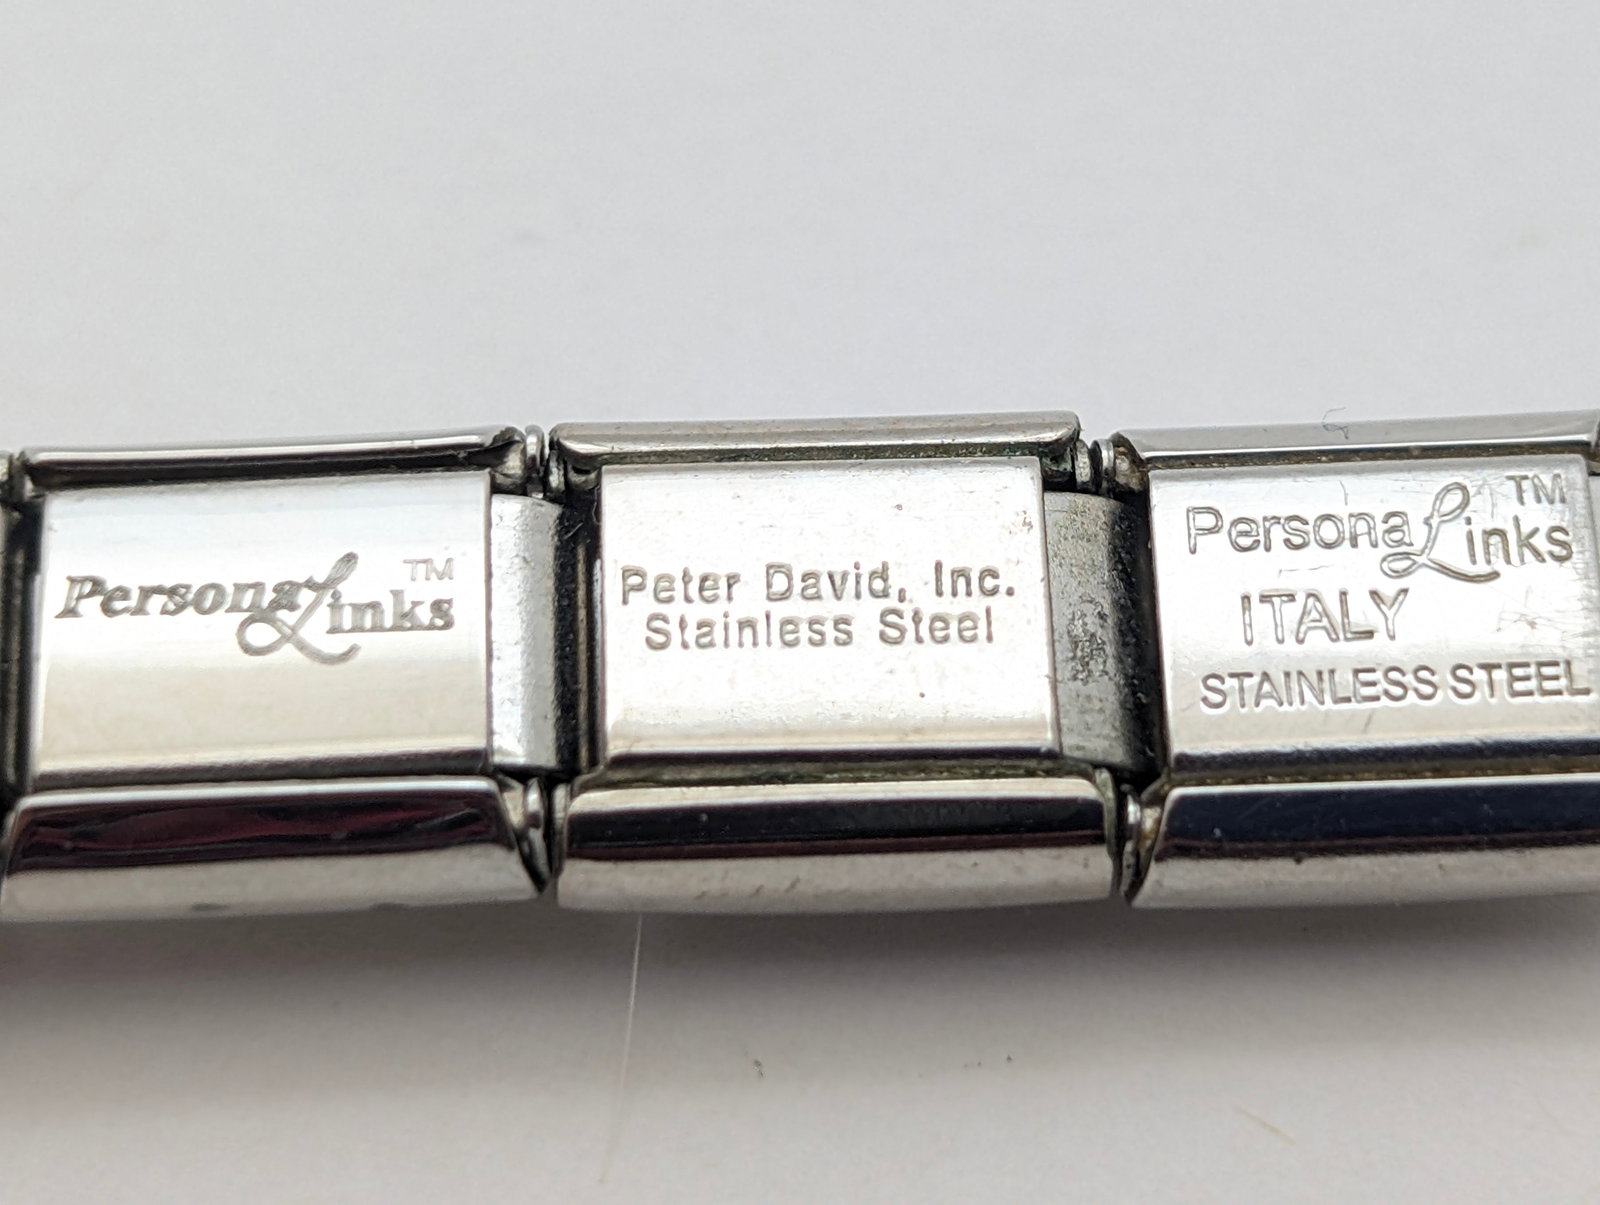 PersonaLinks™
Peter David, Inc.
Stainless Steel
PersonaLinks™
ITALY
STAINLESS STEEL